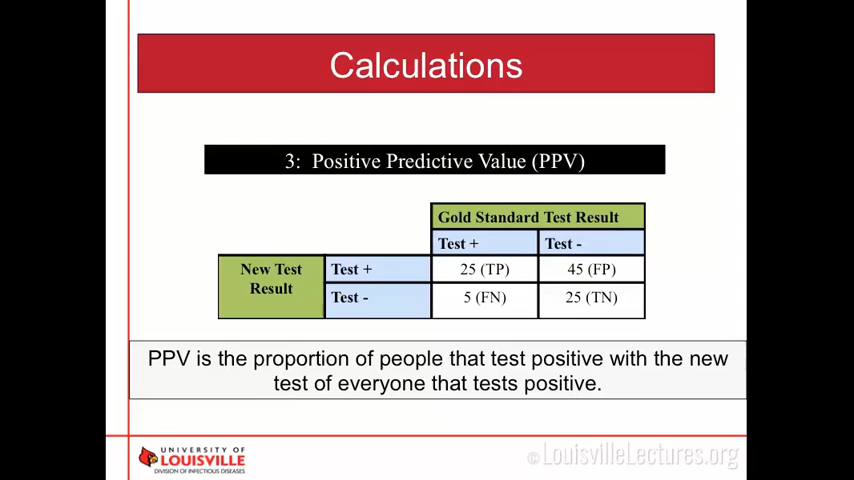 Calculations
3: Positive Predictive Value (PPV)
Gold Standard Test Result
Test + Test -
New Test Result Test + 25 (TP) 45 (FP)
Test - 5 (FN) 25 (TN)
PPV is the proportion of people that test positive with the new
test of everyone that tests positive.
UNIVERSITY OF
LOUISVILLE
DIVISION OF INFECTIOUS DISEASES
©LouisvilleLectures.org